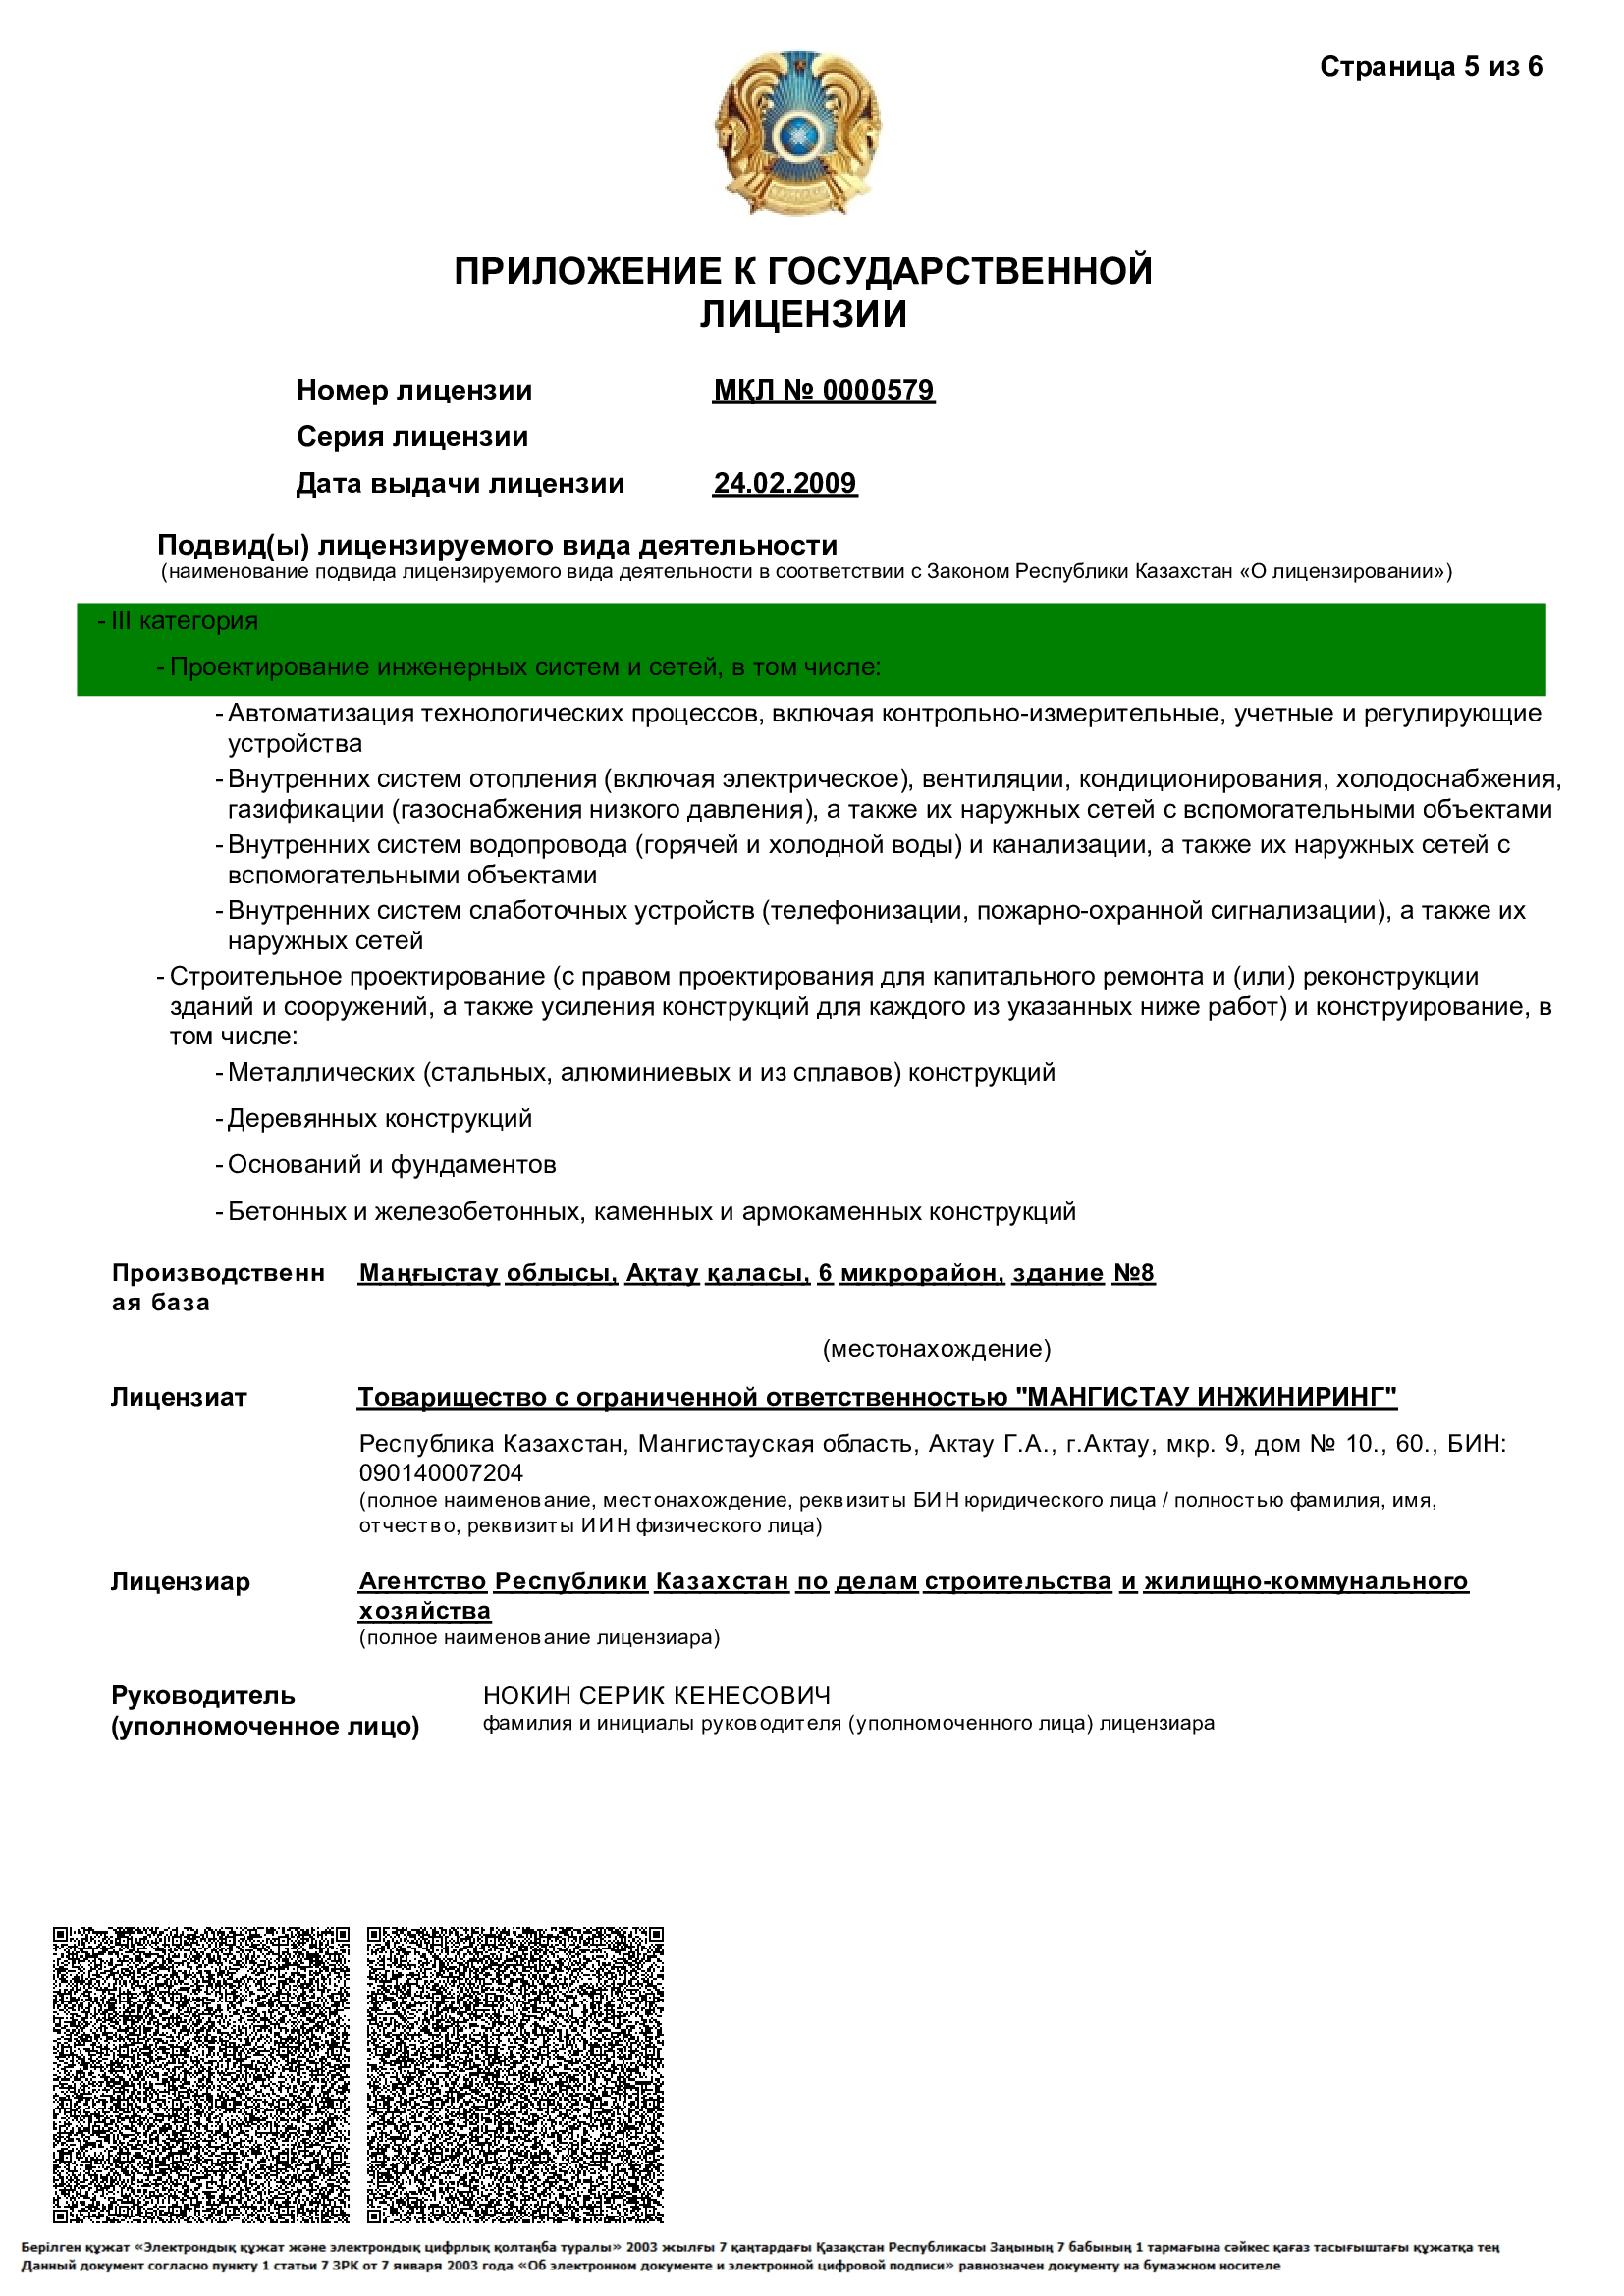 Страница 5 из 6
ПРИЛОЖЕНИЕ К ГОСУДАРСТВЕННОЙ
ЛИЦЕНЗИИ
Номер лицензии МҚЛ № 0000579
Серия лицензии
Дата выдачи лицензии 24.02.2009
Подвид(ы) лицензируемого вида деятельности
(наименование подвида лицензируемого вида деятельности в соответствии с Законом Республики Казахстан «О лицензировании»)
- III категория
- Проектирование инженерных систем и сетей, в том числе:
- Автоматизация технологических процессов, включая контрольно-измерительные, учетные и регулирующие
устройства
- Внутренних систем отопления (включая электрическое), вентиляции, кондиционирования, холодоснабжения,
газификации (газоснабжения низкого давления), а также их наружных сетей с вспомогательными объектами
- Внутренних систем водопровода (горячей и холодной воды) и канализации, а также их наружных сетей с
вспомогательными объектами
- Внутренних систем слаботочных устройств (телефонизации, пожарно-охранной сигнализации), а также их
наружных сетей
- Строительное проектирование (с правом проектирования для капитального ремонта и (или) реконструкции
зданий и сооружений, а также усиления конструкций для каждого из указанных ниже работ) и конструирование, в
том числе:
- Металлических (стальных, алюминиевых и из сплавов) конструкций
- Деревянных конструкций
- Оснований и фундаментов
- Бетонных и железобетонных, каменных и армокаменных конструкций
Производственн Маңғыстау облысы, Ақтау қаласы, 6 микрорайон, здание №8
ая база
(местонахождение)
Лицензиат Товарищество с ограниченной ответственностью "МАНГИСТАУ ИНЖИНИРИНГ"
Республика Казахстан, Мангистауская область, Актау Г.А., г.Актау, мкр. 9, дом № 10., 60., БИН:
090140007204
(полное наименование, местонахождение, реквизиты БИН юридического лица / полностью фамилия, имя,
отчество, реквизиты ИИН физического лица)
Лицензиар Агентство Республики Казахстан по делам строительства и жилищно-коммунального
хозяйства
(полное наименование лицензиара)
Руководитель НОКИН СЕРИК КЕНЕСОВИЧ
(уполномоченное лицо) фамилия и инициалы руководителя (уполномоченного лица) лицензиара
Берілген құжат «Электрондық құжат және электрондық цифрлық қолтаңба туралы» 2003 жылғы 7 қаңтардағы Қазақстан Республикасы Заңының 7 бабының 1 тармағына сәйкес қағаз тасығыштағы құжатқа тең
Данный документ согласно пункту 1 статьи 7 ЗРК от 7 января 2003 года «Об электронном документе и электронной цифровой подписи» равнозначен документу на бумажном носителе